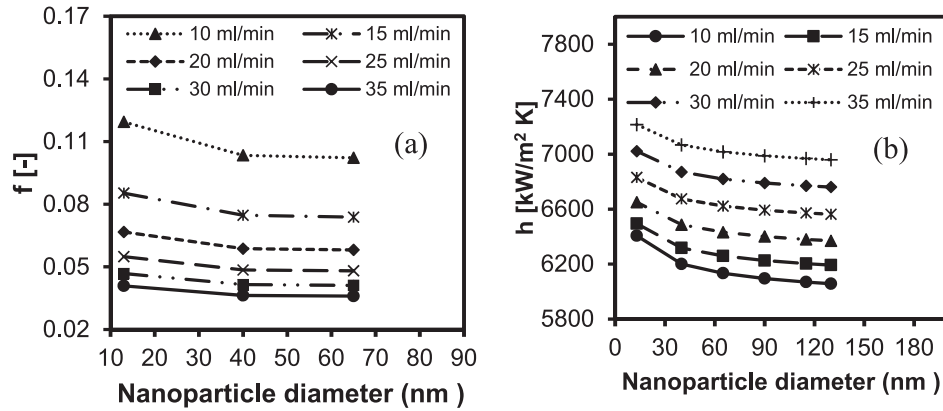 0.17
0.14
0.11
0.08
0.05
0.02
f [-]
10 ml/min 15 ml/min
20 ml/min 25 ml/min
30 ml/min 35 ml/min
(a)
10 20 30 40 50 60 70 80 90
Nanoparticle diameter (nm )
7800
7400
7000
6600
6200
5800
h [kW/m² K]
10 ml/min 15 ml/min
20 ml/min 25 ml/min
30 ml/min 35 ml/min
(b)
0 30 60 90 120 150 180
Nanoparticle diameter (nm )